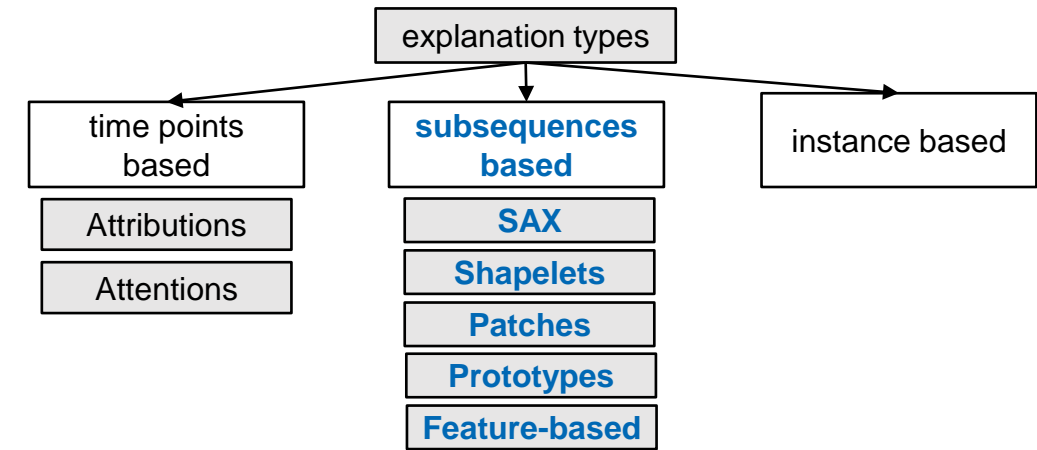 explanation types
time points
based
Attributions
Attentions
subsequences
based
SAX
Shapelets
Patches
Prototypes
Feature-based
instance based